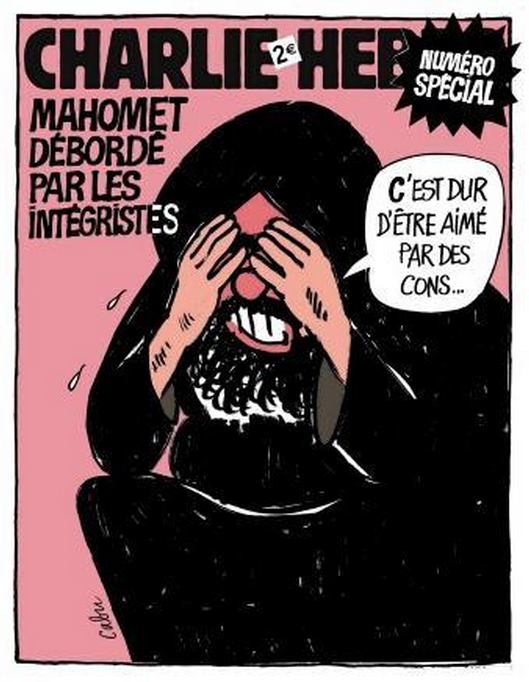 CHARLIE HEB
2€
NUMÉRO
SPÉCIAL
MAHOMET
DÉBORDÉ
PAR LES
INTÉGRISTES
C'EST DUR
D'ÊTRE AIMÉ
PAR DES
CONS...
cabu